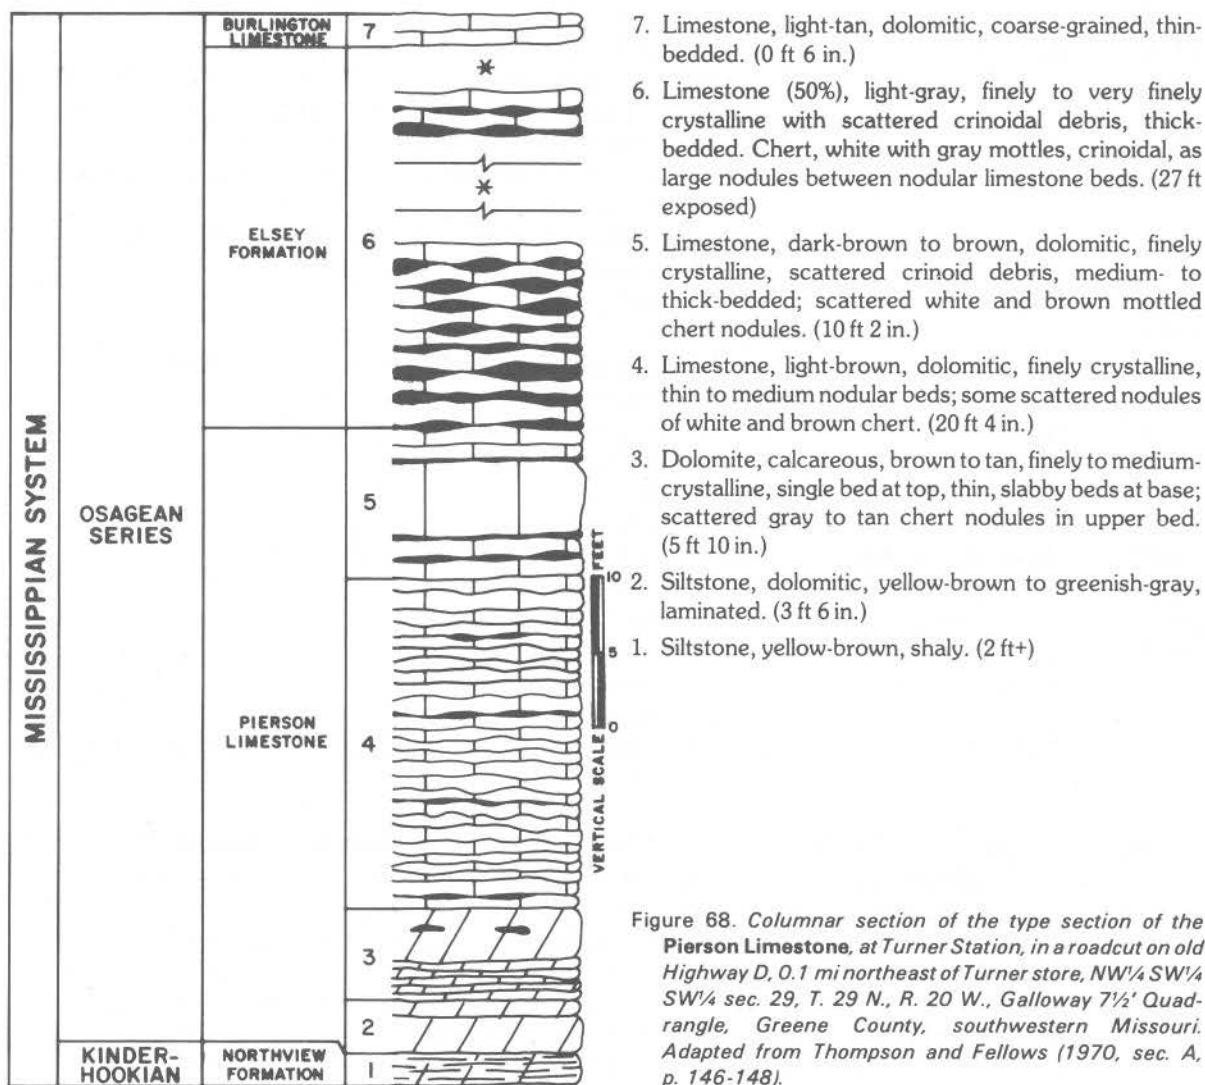 MISSISSIPPIAN SYSTEM
OSAGEAN
SERIES
KINDER-
HOOKIAN
BURLINGTON
LIMESTONE
ELSEY
FORMATION
PIERSON
LIMESTONE
NORTHVIEW
FORMATION
7
6
5
4
3
2
1
*
*
VERTICAL SCALE
FEET
10
5
0
7. Limestone, light-tan, dolomitic, coarse-grained, thin-
bedded. (0 ft 6 in.)
6. Limestone (50%), light-gray, finely to very finely
crystalline with scattered crinoidal debris, thick-
bedded. Chert, white with gray mottles, crinoidal, as
large nodules between nodular limestone beds. (27 ft
exposed)
5. Limestone, dark-brown to brown, dolomitic, finely
crystalline, scattered crinoid debris, medium- to
thick-bedded; scattered white and brown mottled
chert nodules. (10 ft 2 in.)
4. Limestone, light-brown, dolomitic, finely crystalline,
thin to medium nodular beds; some scattered nodules
of white and brown chert. (20 ft 4 in.)
3. Dolomite, calcareous, brown to tan, finely to medium-
crystalline, single bed at top, thin, slabby beds at base;
scattered gray to tan chert nodules in upper bed.
(5 ft 10 in.)
2. Siltstone, dolomitic, yellow-brown to greenish-gray,
laminated. (3 ft 6 in.)
1. Siltstone, yellow-brown, shaly. (2 ft+)
Figure 68. Columnar section of the type section of the
Pierson Limestone, at Turner Station, in a roadcut on old
Highway D, 0.1 mi northeast of Turner store, NW¼ SW¼
SW¼ sec. 29, T. 29 N., R. 20 W., Galloway 7½' Quad-
rangle, Greene County, southwestern Missouri.
Adapted from Thompson and Fellows (1970, sec. A,
p. 146-148).